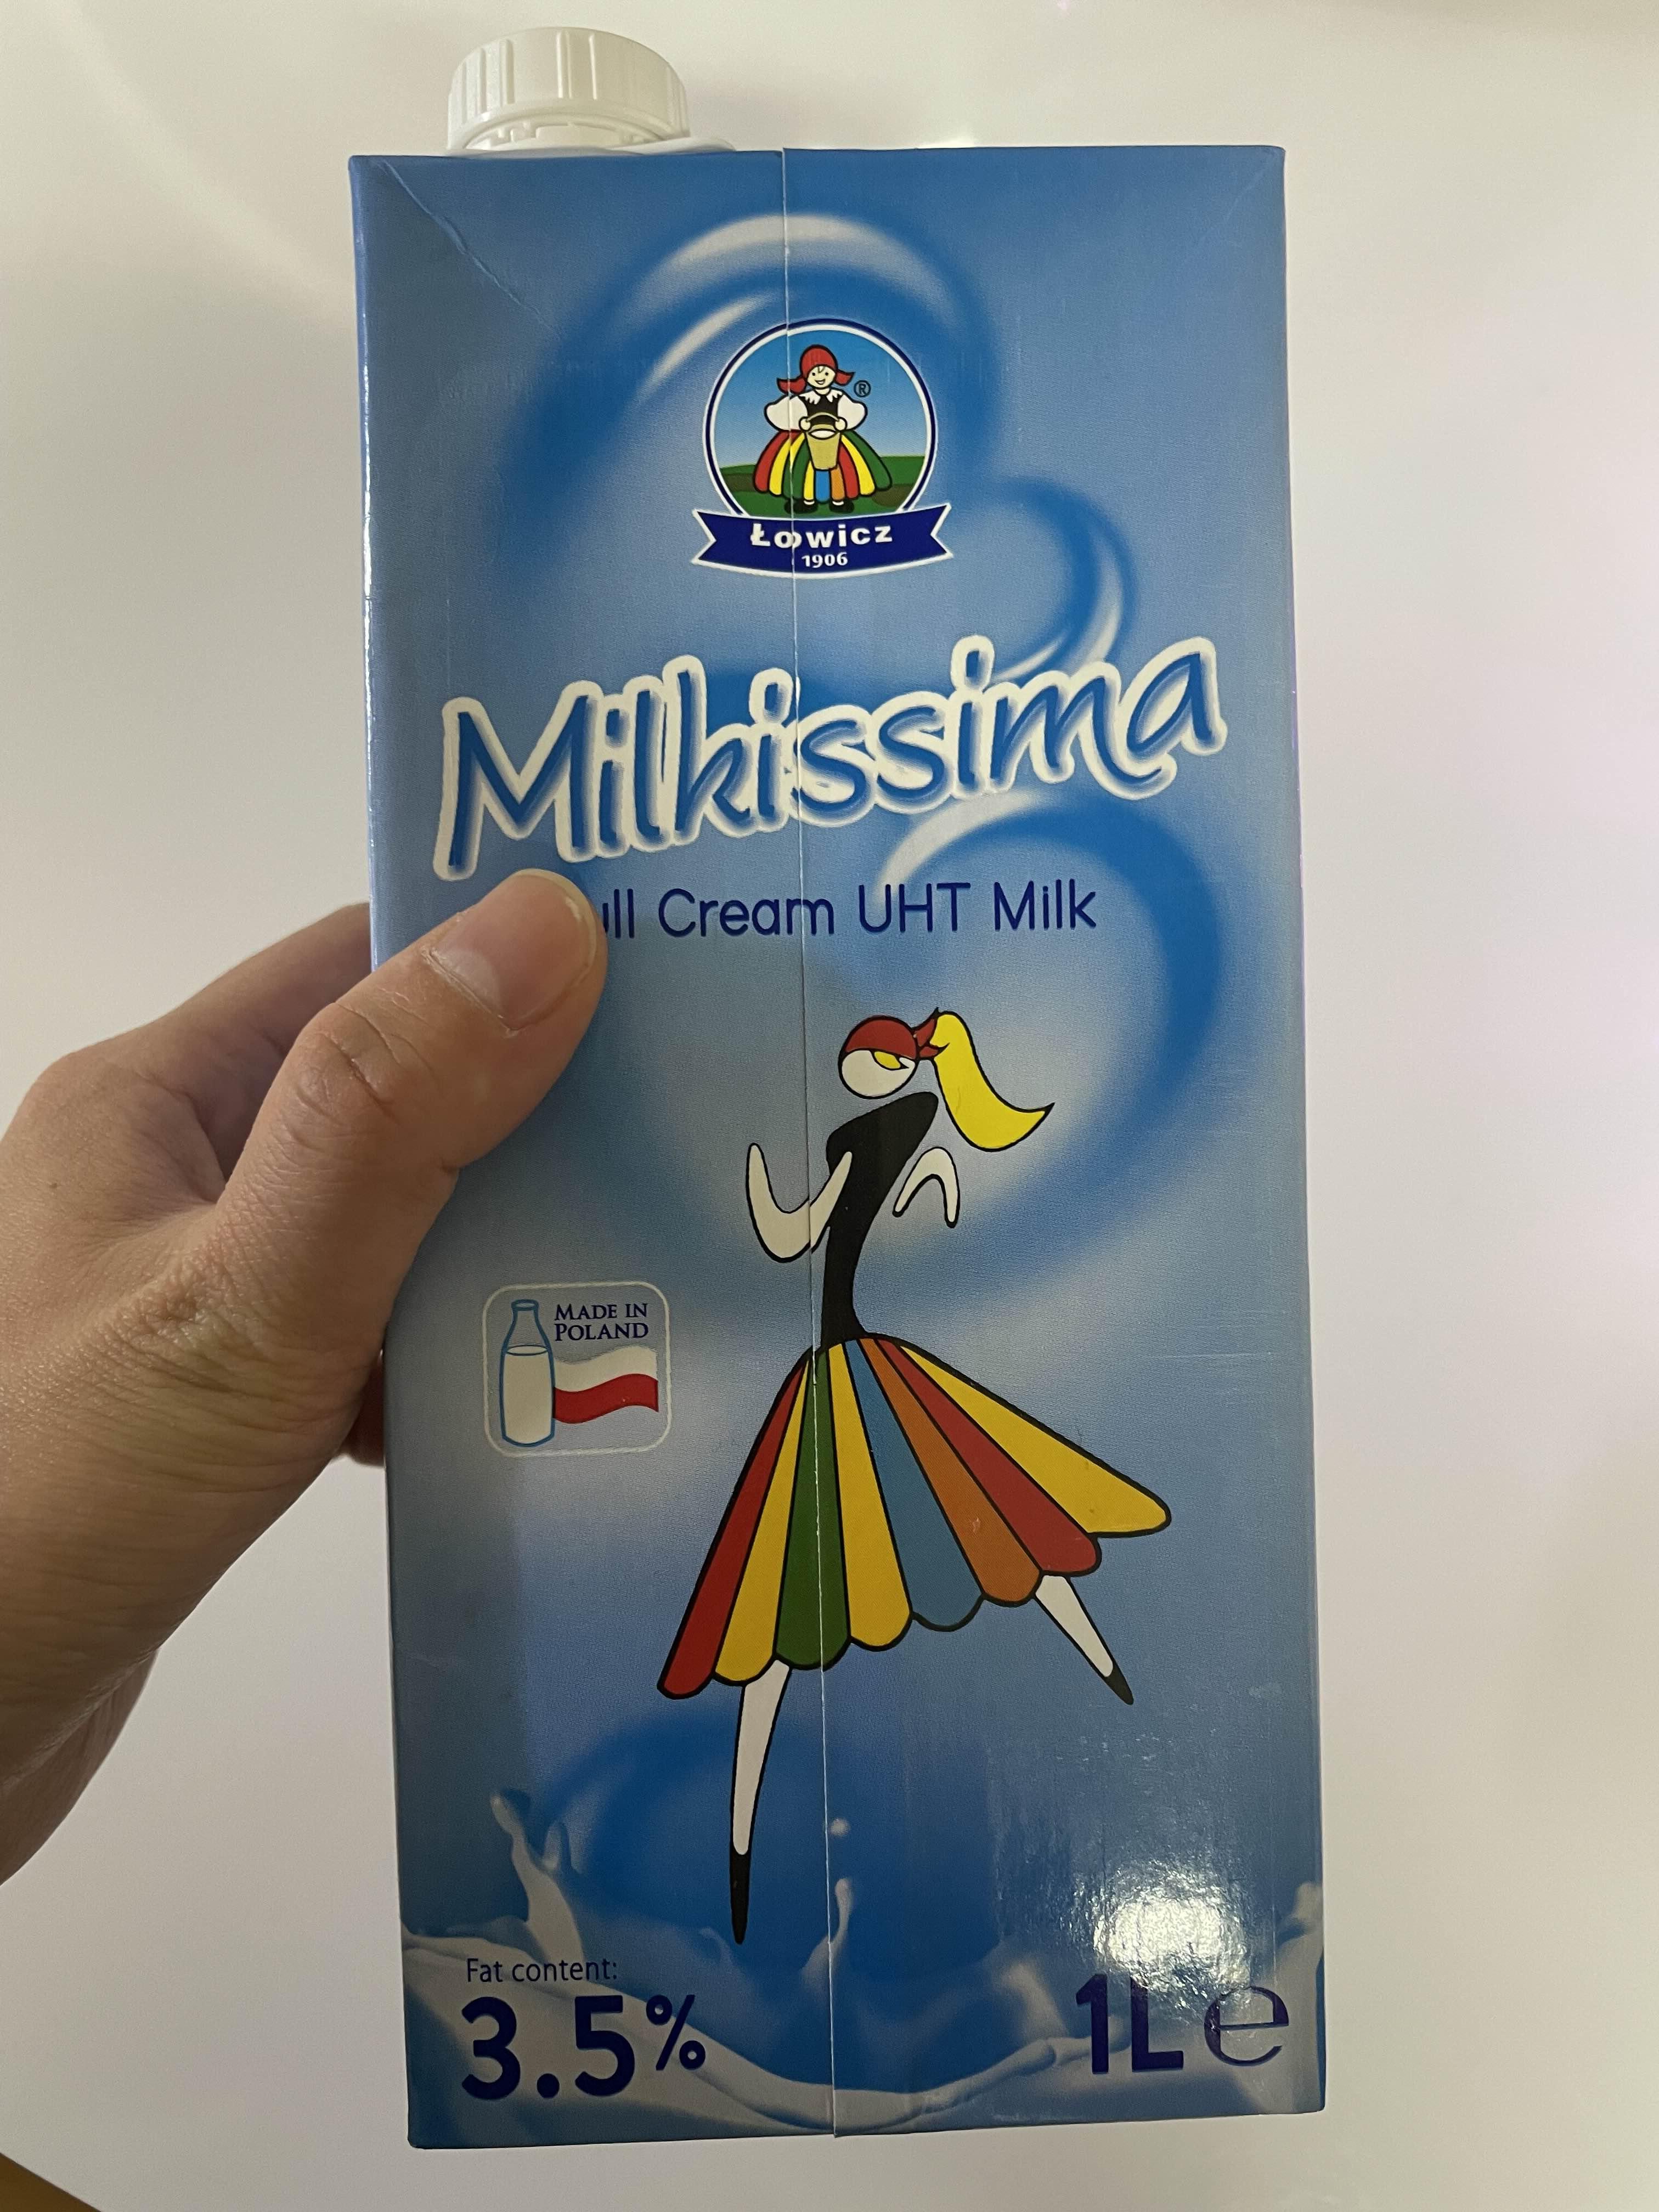 ®
Łowicz
1906
Milkissima
ull Cream UHT Milk
MADE IN
POLAND
Fat content:
3.5%
1L e